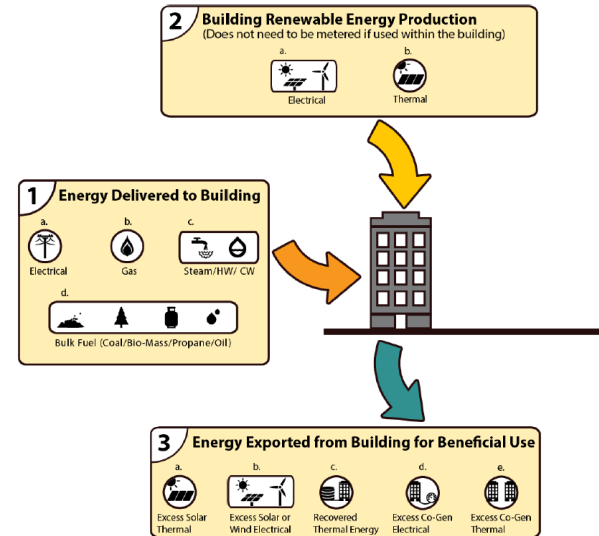 2 Building Renewable Energy Production
(Does not need to be metered if used within the building)
a. b.
Electrical Thermal
1 Energy Delivered to Building
a. b. c.
Electrical Gas Steam/HW/ CW
d.
Bulk Fuel (Coal/Bio-Mass/Propane/Oil)
3 Energy Exported from Building for Beneficial Use
a. b. c. d. e.
Excess Solar Excess Solar or Recovered Excess Co-Gen Excess Co-Gen
Thermal Wind Electrical Thermal Energy Electrical Thermal